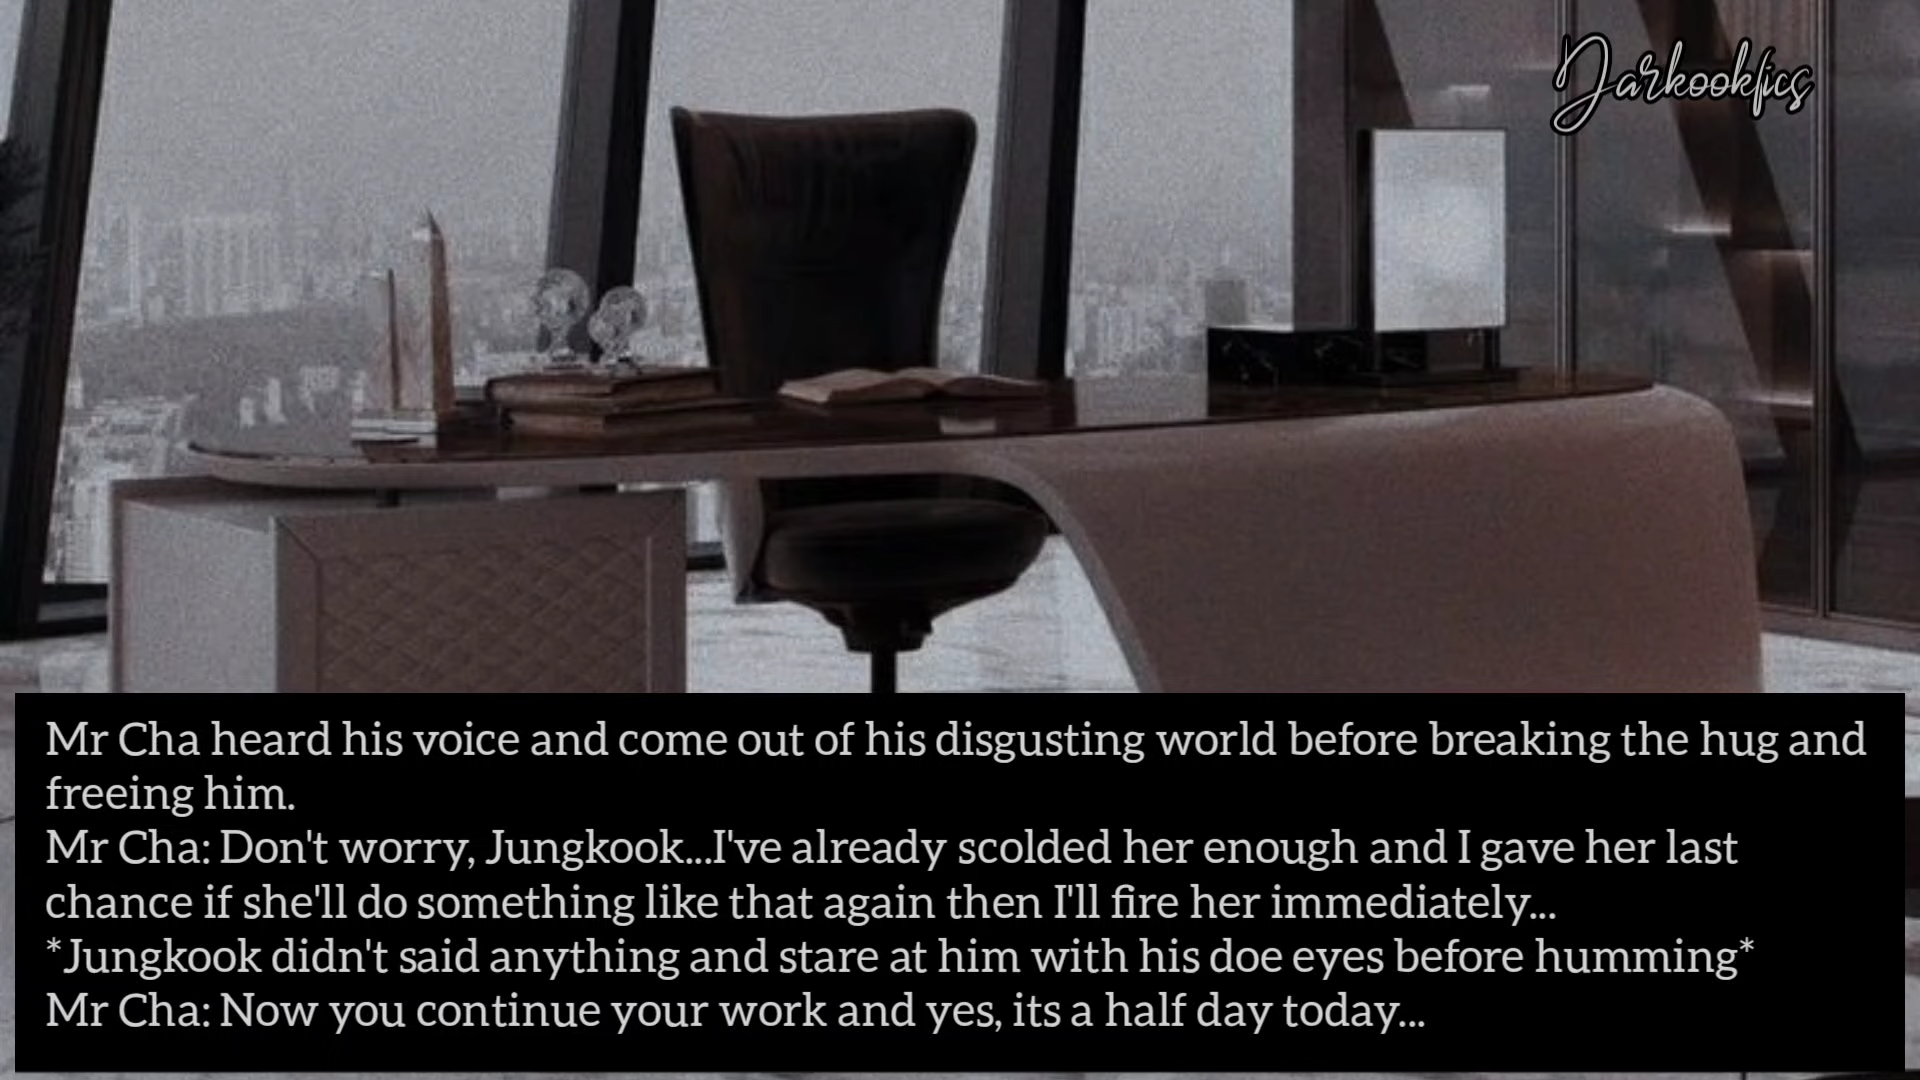 Darkookfics
Mr Cha heard his voice and come out of his disgusting world before breaking the hug and
freeing him.
Mr Cha: Don't worry, Jungkook...I've already scolded her enough and I gave her last
chance if she'll do something like that again then I'll fire her immediately...
*Jungkook didn't said anything and stare at him with his doe eyes before humming*
Mr Cha: Now you continue your work and yes, its a half day today...